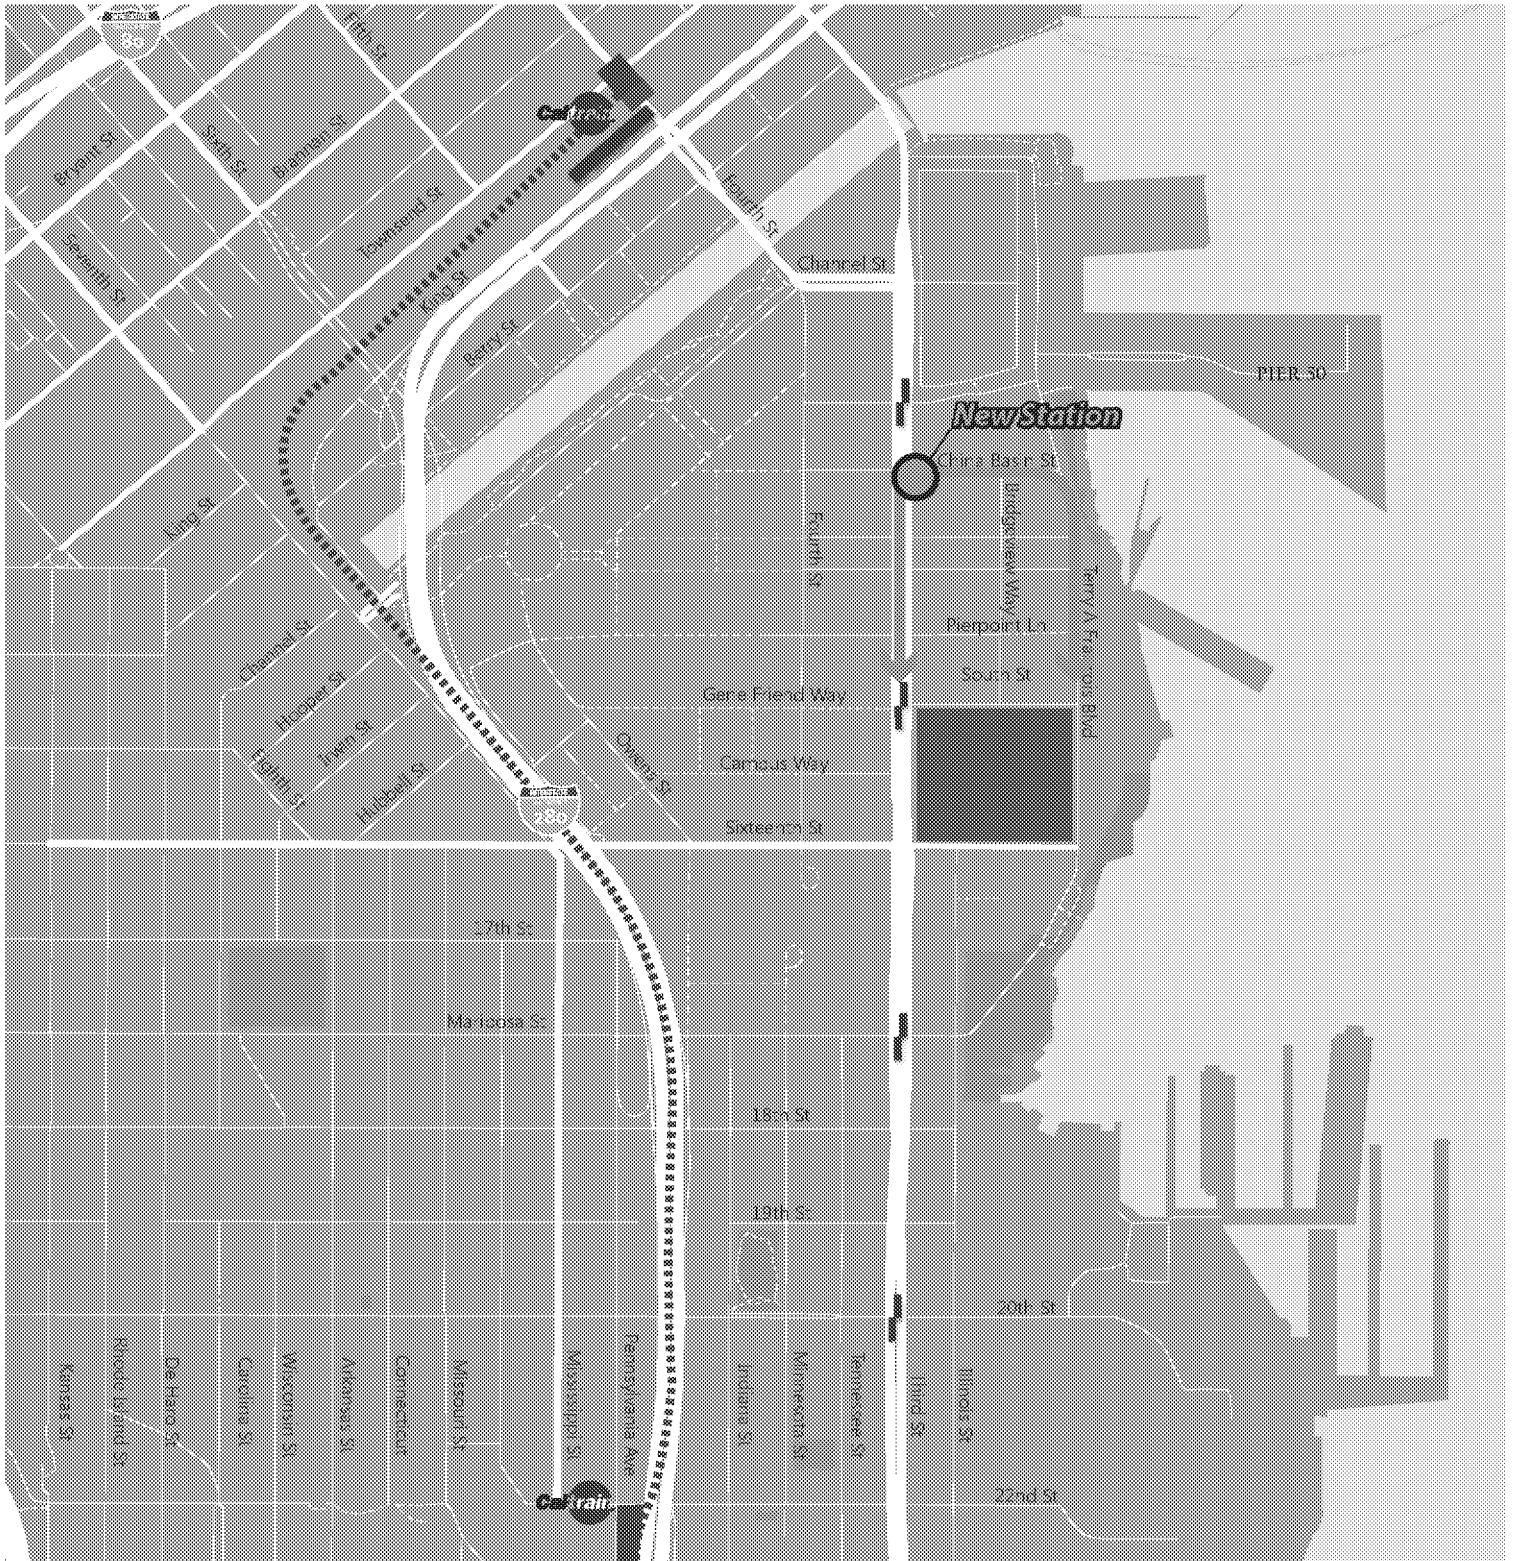 80
Fifth St
Caltrain
Bryant St
Sixth St
Brannan St
Townsend St
Fourth St
Seventh St
Channel St
King St
Berry St
PIER 50
New Station
China Basin St
King St
Fourth St
Bridgeview Way
Terry A Francois Blvd
Pierpoint Ln
Channel St
South St
Hooper St
Gene Friend Way
Irwin St
Owens St
Campus Way
Eighth St
Hubbell St
INTERSTATE
280
Sixteenth St
17th St
Mariposa St
18th St
19th St
20th St
Kansas St
Rhode Island St
De Haro St
Carolina St
Wisconsin St
Arkansas St
Connecticut
Missouri St
Mississippi St
Pennsylvania Ave
Indiana St
Minnesota St
Tennessee St
Third St
Illinois St
Caltrain
22nd St